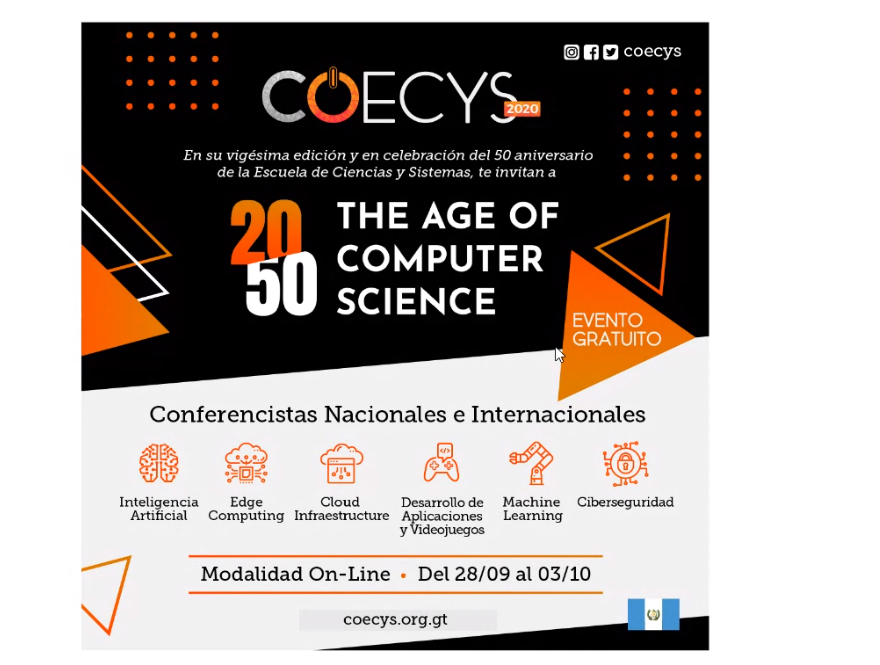 coecys
COECYS
2020
En su vigésima edición y en celebración del 50 aniversario
de la Escuela de Ciencias y Sistemas, te invitan a
20
50
THE AGE OF
COMPUTER
SCIENCE
EVENTO
GRATUITO
Conferencistas Nacionales e Internacionales
Inteligencia
Artificial
Edge
Computing
Cloud
Infraestructure
Desarrollo de
Aplicaciones
y Videojuegos
Machine
Learning
Ciberseguridad
Modalidad On-Line • Del 28/09 al 03/10
coecys.org.gt